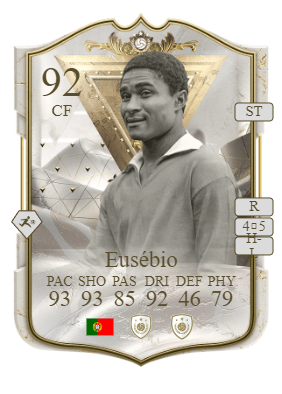 92
CF
ST
R
4▯5
H-
Eusébio
PAC SHO PAS DRI DEF PHY
93 93 85 92 46 79